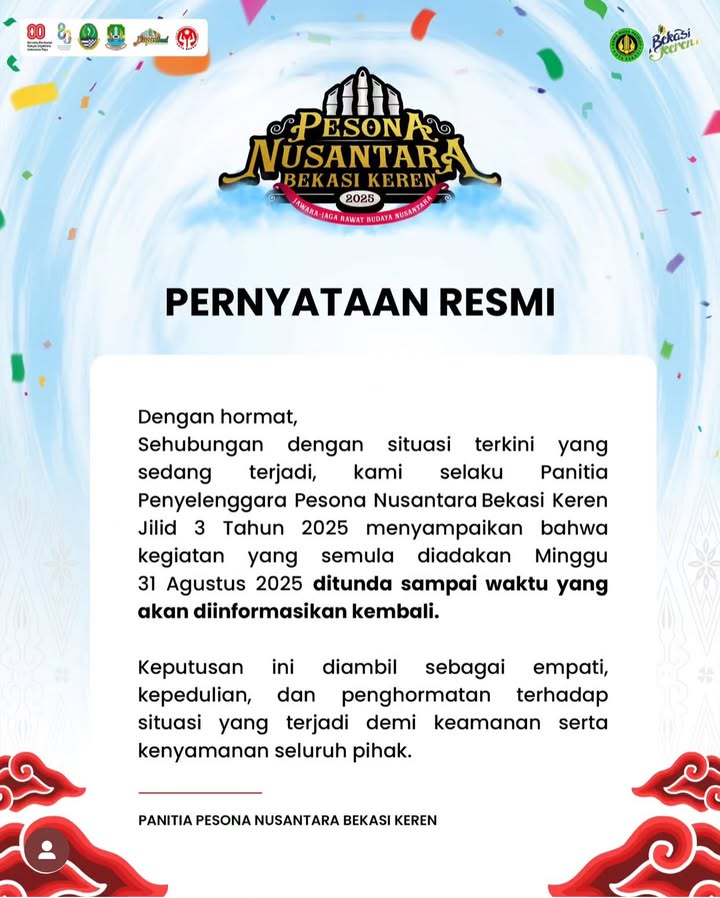 Bekasi
Keren
PESONA
NUSANTARA
BEKASI KEREN
2025
JAWARA-JAGA RAWAT BUDAYA NUSANTARA
PERNYATAAN RESMI
Dengan hormat,
Sehubungan dengan situasi terkini yang
sedang terjadi, kami selaku Panitia
Penyelenggara Pesona Nusantara Bekasi Keren
Jilid 3 Tahun 2025 menyampaikan bahwa
kegiatan yang semula diadakan Minggu
31 Agustus 2025 ditunda sampai waktu yang
akan diinformasikan kembali.
Keputusan ini diambil sebagai empati,
kepedulian, dan penghormatan terhadap
situasi yang terjadi demi keamanan serta
kenyamanan seluruh pihak.
PANITIA PESONA NUSANTARA BEKASI KEREN